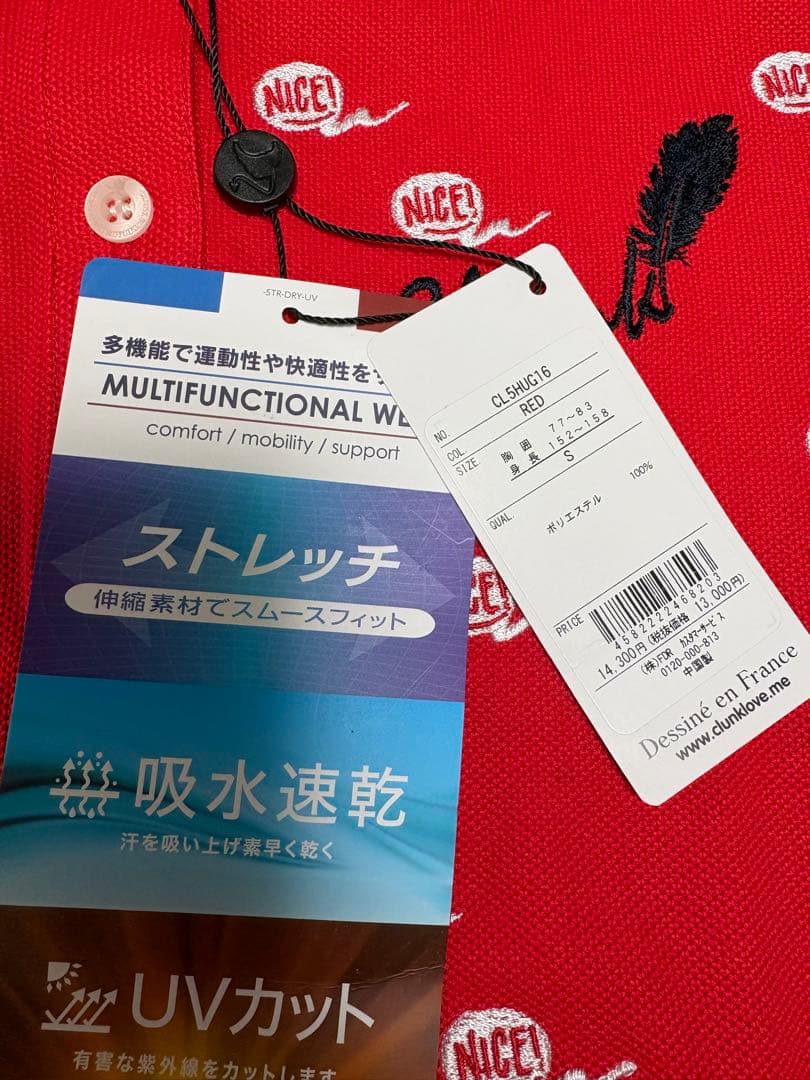 NICE!
NICE!
NICE!
-STR-DRY-UV
多機能で運動性や快適性を
MULTIFUNCTIONAL WE
comfort / mobility / support
ストレッチ
伸縮素材でスムースフィット
吸水速乾
汗を吸い上げ素早く乾く
UVカット
有害な紫外線をカットします
NO. CL5HUG16
COL RED
SIZE 胸囲 77~83
身長 152~158
S
QUAL. ポリエステル 100%
PRICE
4582222468203
14,300円(税抜価格 13,000円)
(株)FDR カスタマーサービス
0120-000-813
中国製
Dessiné en France
www.clunklove.me
NICE!
NICE!